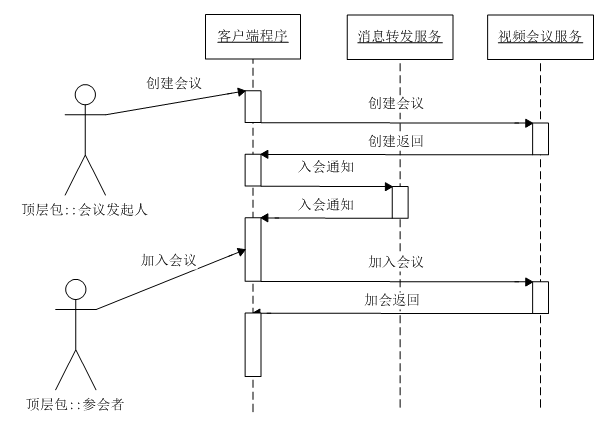 客户端程序
消息转发服务
视频会议服务
创建会议
创建会议
创建返回
入会通知
入会通知
顶层包::会议发起人
加入会议
加入会议
加会返回
顶层包::参会者